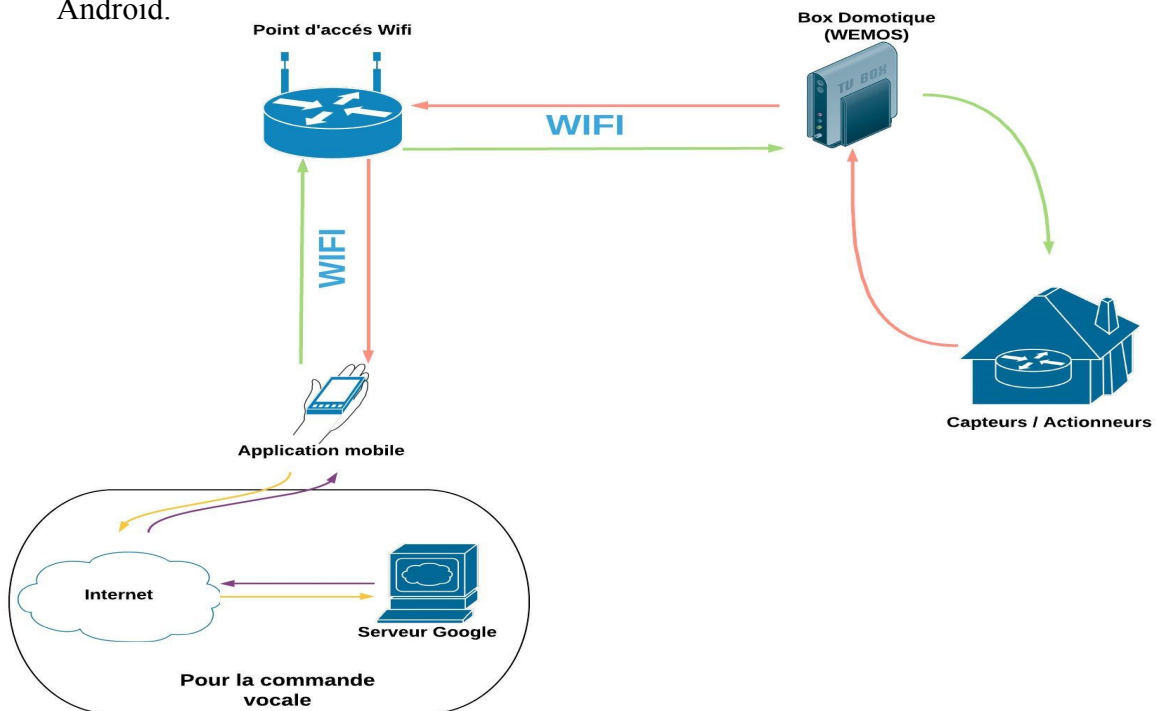 Android.
Point d'accés Wifi
Box Domotique
(WEMOS)
TU BOX
WIFI
WIFI
Capteurs / Actionneurs
Application mobile
Internet
Serveur Google
Pour la commande
vocale